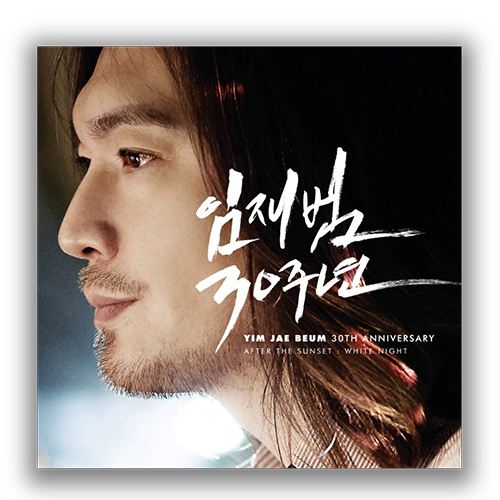 임재범
30주년
YIM JAE BEUM 30TH ANNIVERSARY
AFTER THE SUNSET : WHITE NIGHT